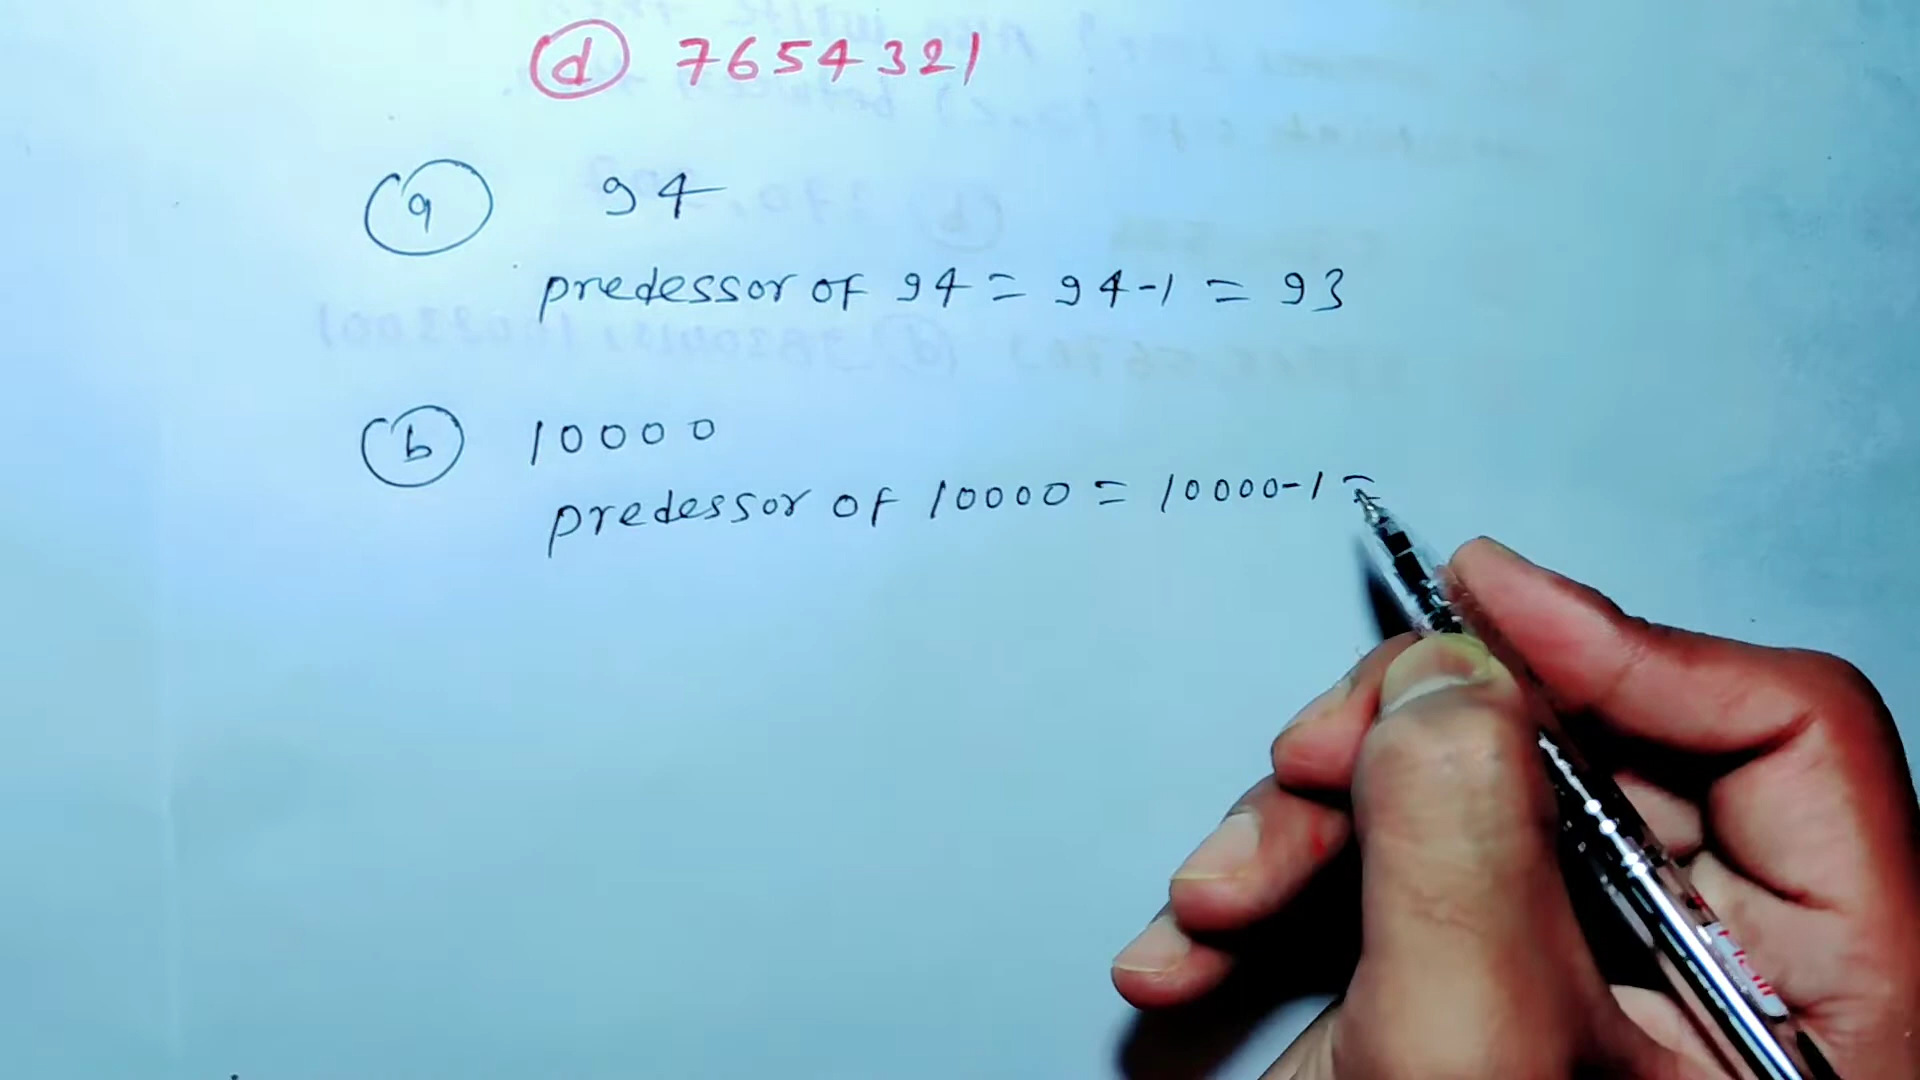 (d) 7654321
(a) 94
predessor of 94 = 94-1 = 93
(b) 10000
predessor of 10000 = 10000-1 =